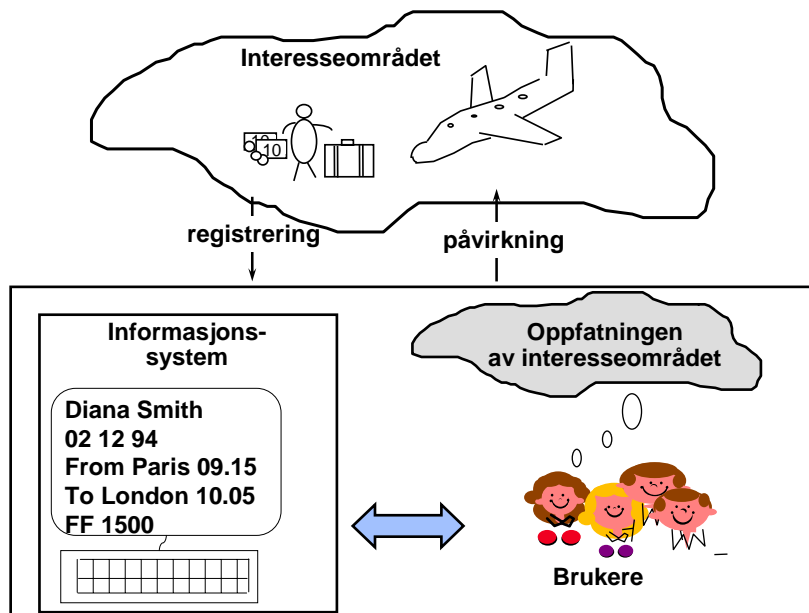 Interesseområdet
10
10
registrering
påvirkning
Informasjons-
system
Oppfatningen
av interesseområdet
Diana Smith
02 12 94
From Paris 09.15
To London 10.05
FF 1500
Brukere